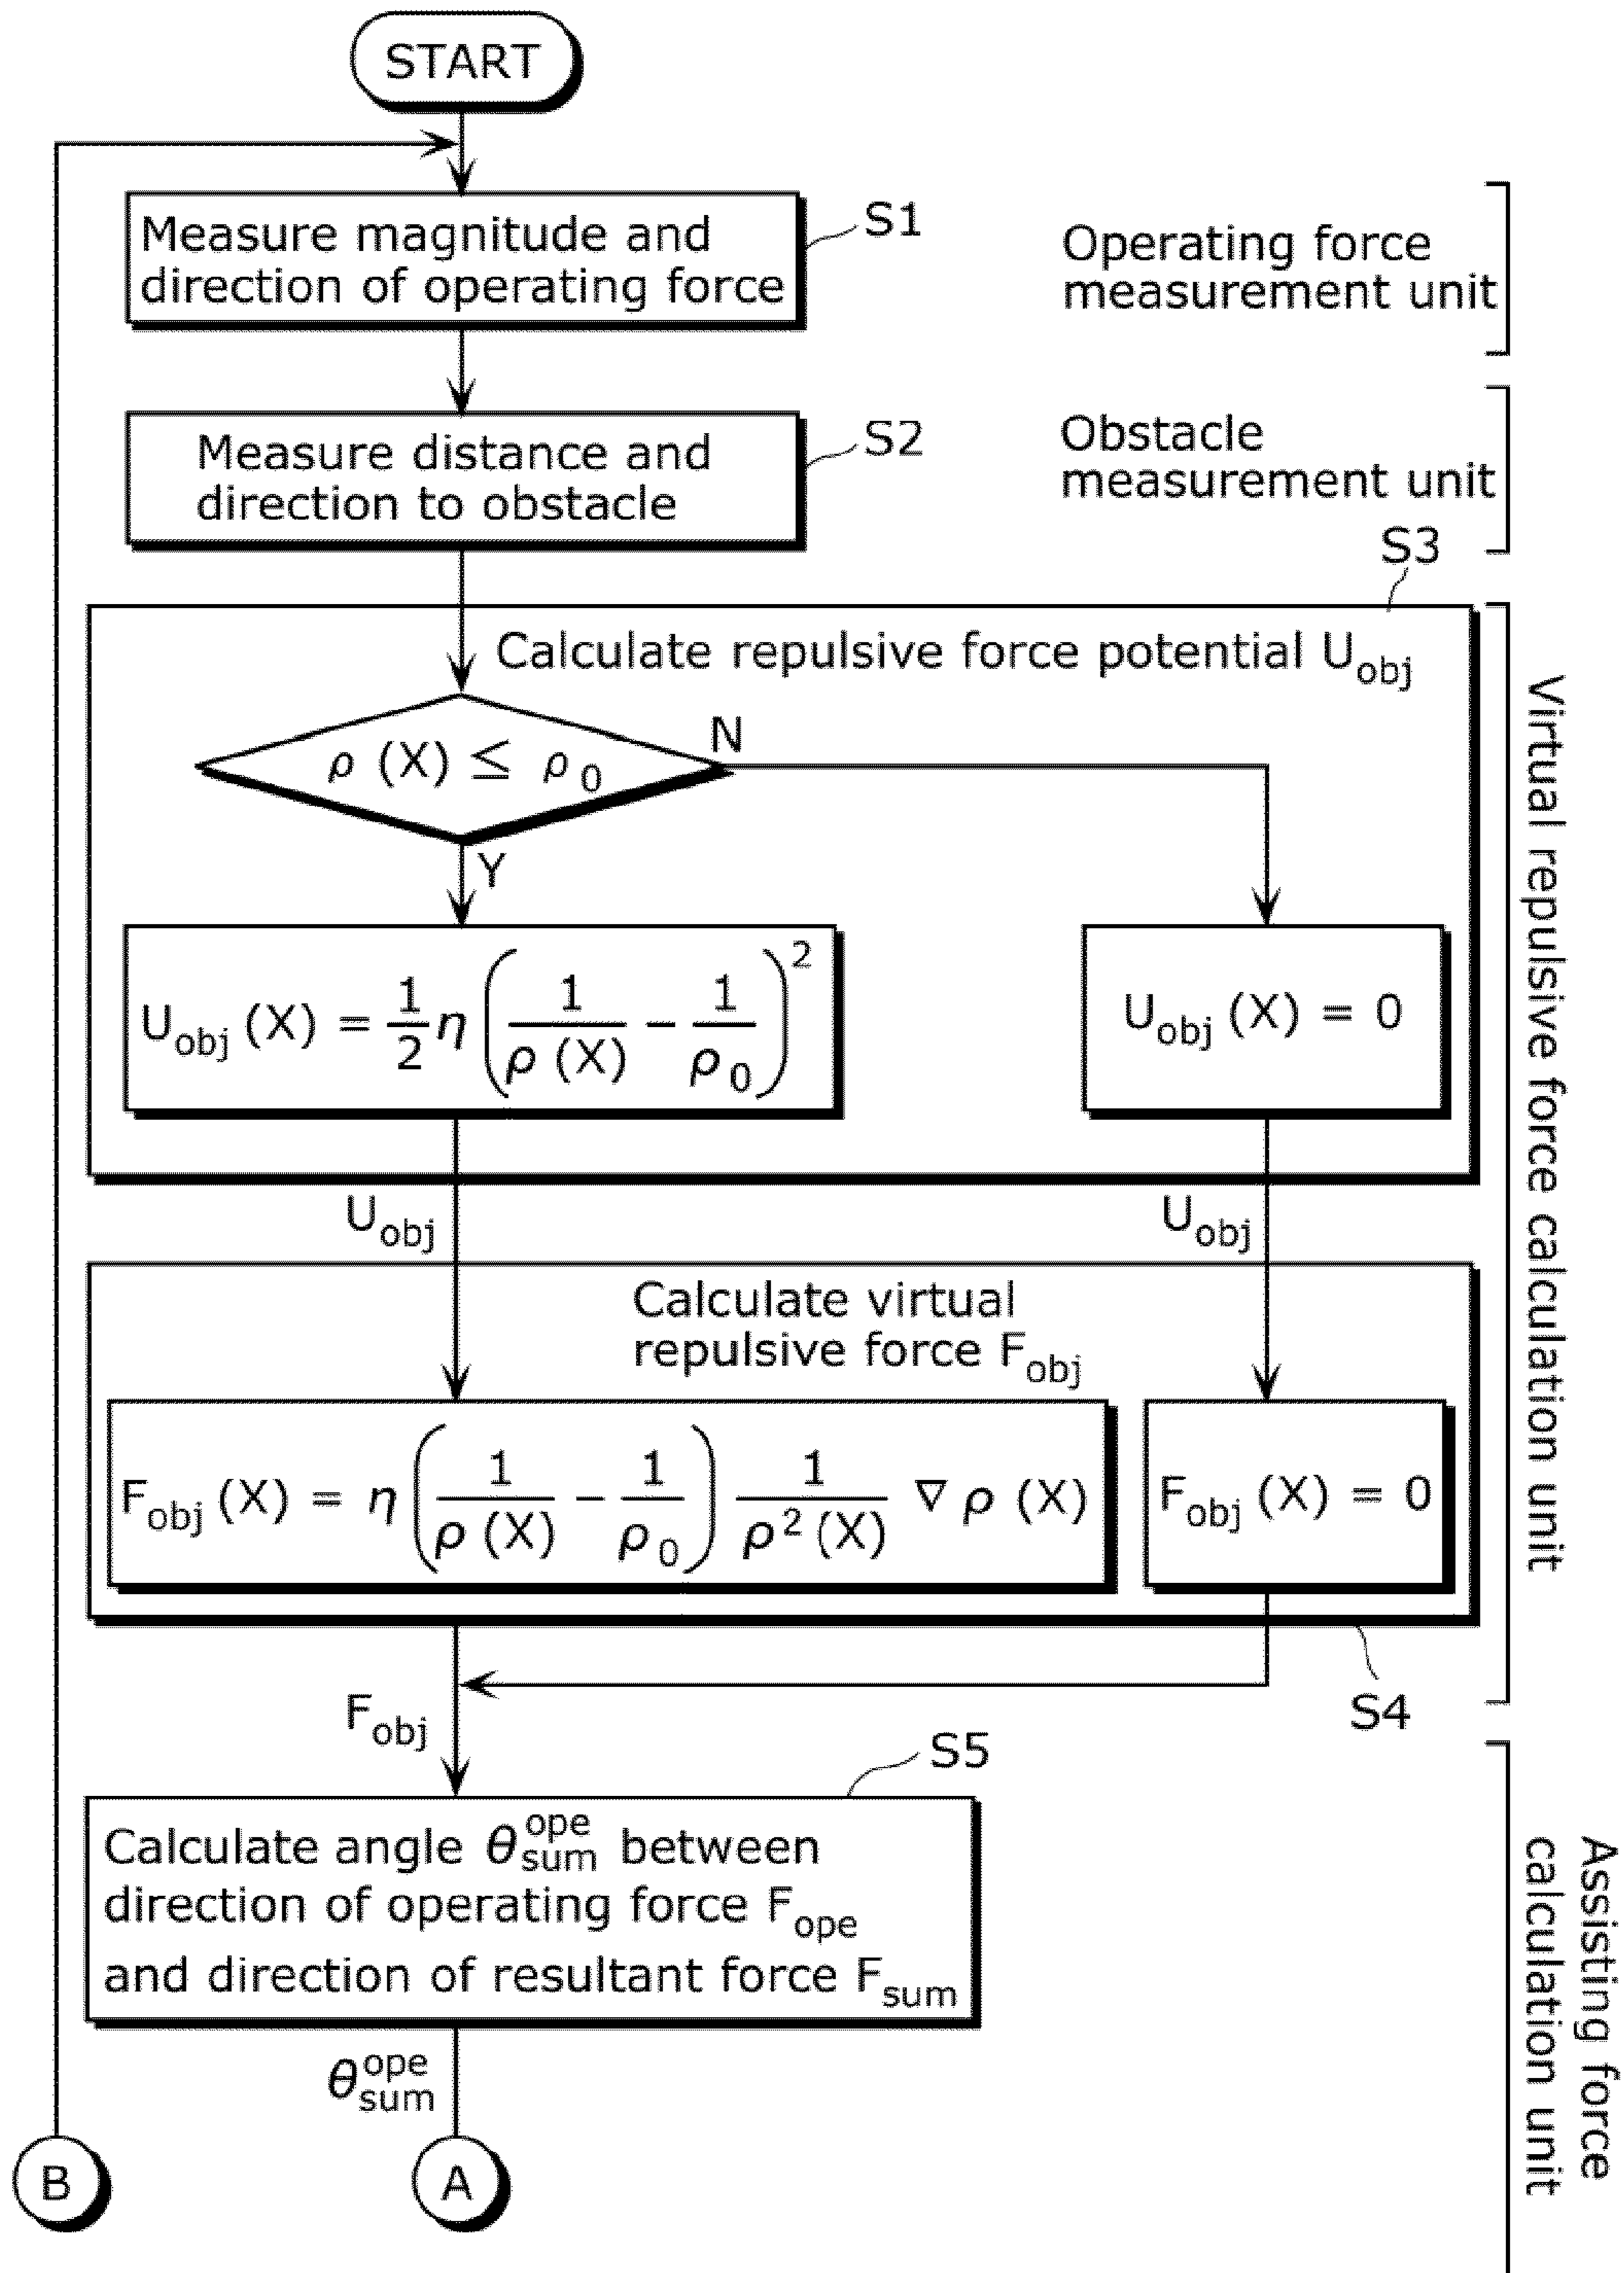 START
Measure magnitude and
direction of operating force
S1
Operating force
measurement unit
Measure distance and
direction to obstacle
S2
Obstacle
measurement unit
S3
Calculate repulsive force potential U_obj
ρ (X) ≤ ρ_0
N
Y
U_obj (X) = 1/2 η (1/ρ (X) − 1/ρ_0)^2
U_obj (X) = 0
U_obj
U_obj
Virtual repulsive force calculation unit
Calculate virtual
repulsive force F_obj
F_obj (X) = η (1/ρ (X) − 1/ρ_0) 1/ρ^2 (X) ∇ ρ (X)
F_obj (X) = 0
F_obj
S4
S5
Calculate angle θ_sum^ope between
direction of operating force F_ope
and direction of resultant force F_sum
θ_sum^ope
Assisting force
calculation unit
B
A